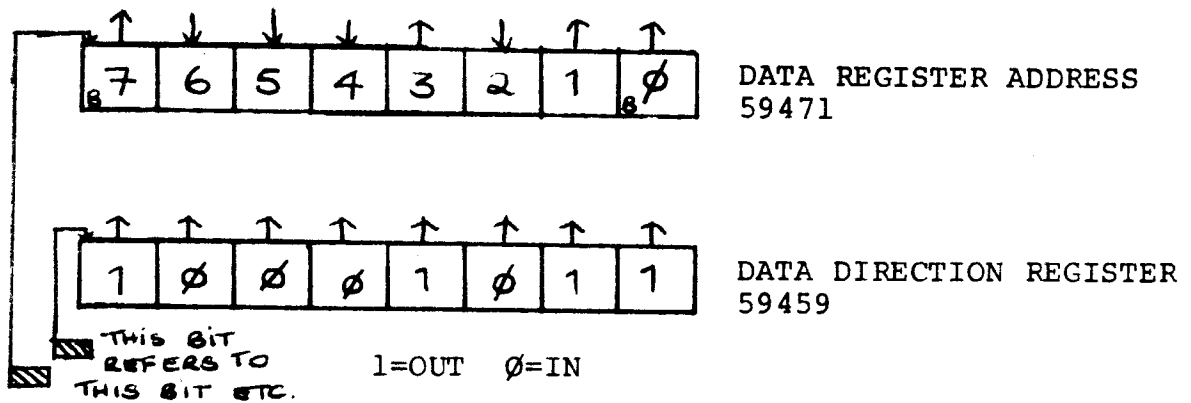 7 6 5 4 3 2 1 Ø
B B
DATA REGISTER ADDRESS
59471
1 Ø Ø Ø 1 Ø 1 1
DATA DIRECTION REGISTER
59459
THIS BIT
REFERS TO
THIS BIT ETC.
1=OUT Ø=IN